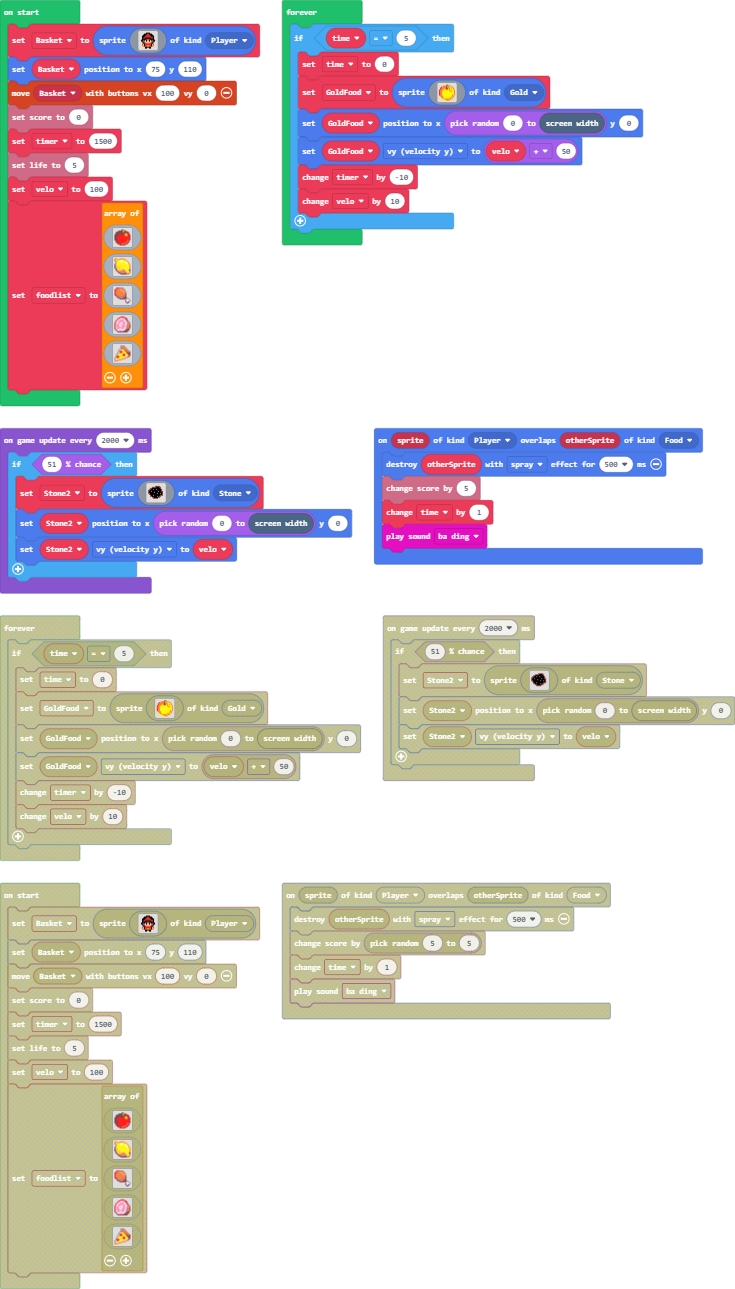 on start
set Basket to sprite of kind Player
set Basket position to x 75 y 110
move Basket with buttons vx 100 vy 0
set score to 0
set timer to 1500
set life to 5
set velo to 100
set foodlist to array of
forever
if time = 5 then
set time to 0
set GoldFood to sprite of kind Gold
set GoldFood position to x pick random 0 to screen width y 0
set GoldFood vy (velocity y) to velo + 50
change timer by -10
change velo by 10
on game update every 2000 ms
if 51 % chance then
set Stone2 to sprite of kind Stone
set Stone2 position to x pick random 0 to screen width y 0
set Stone2 vy (velocity y) to velo
on sprite of kind Player overlaps otherSprite of kind Food
destroy otherSprite with spray effect for 500 ms
change score by 5
change time by 1
play sound ba ding
forever
if time = 5 then
set time to 0
set GoldFood to sprite of kind Gold
set GoldFood position to x pick random 0 to screen width y 0
set GoldFood vy (velocity y) to velo + 50
change timer by -10
change velo by 10
on game update every 2000 ms
if 51 % chance then
set Stone2 to sprite of kind Stone
set Stone2 position to x pick random 0 to screen width y 0
set Stone2 vy (velocity y) to velo
on start
set Basket to sprite of kind Player
set Basket position to x 75 y 110
move Basket with buttons vx 100 vy 0
set score to 0
set timer to 1500
set life to 5
set velo to 100
set foodlist to array of
on sprite of kind Player overlaps otherSprite of kind Food
destroy otherSprite with spray effect for 500 ms
change score by pick random 5 to 5
change time by 1
play sound ba ding